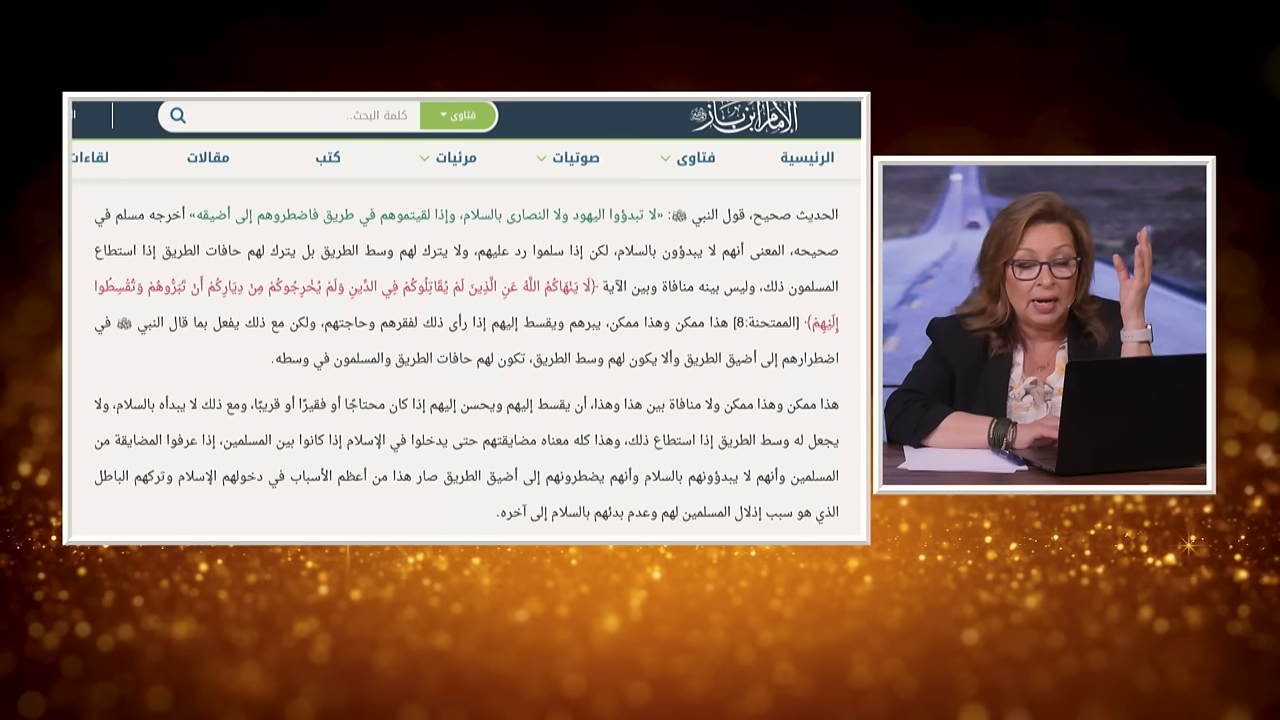 الإمام ابن باز
فتاوى
كلمة البحث..
الرئيسية
فتاوى
صوتيات
مرئيات
كتب
مقالات
لقاءات
الحديث صحيح، قول النبي ﷺ: «لا تبدؤوا اليهود ولا النصارى بالسلام، وإذا لقيتموهم في طريق فاضطروهم إلى أضيقه» أخرجه مسلم في
صحيحه، المعنى أنهم لا يبدؤون بالسلام، لكن إذا سلموا رد عليهم، ولا يترك لهم وسط الطريق بل يترك لهم حافات الطريق إذا استطاع
المسلمون ذلك، وليس بينه منافاة وبين الآية ﴿لَا يَنْهَاكُمُ اللَّهُ عَنِ الَّذِينَ لَمْ يُقَاتِلُوكُمْ فِي الدِّينِ وَلَمْ يُخْرِجُوكُمْ مِنْ دِيَارِكُمْ أَنْ تَبَرُّوهُمْ وَتُقْسِطُوا
إِلَيْهِمْ﴾ [الممتحنة:8] هذا ممكن وهذا ممكن، يبرهم ويقسط إليهم إذا رأى ذلك لفقرهم وحاجتهم، ولكن مع ذلك يفعل بما قال النبي ﷺ في
اضطرارهم إلى أضيق الطريق وألا يكون لهم وسط الطريق، تكون لهم حافات الطريق والمسلمون في وسطه.
هذا ممكن وهذا ممكن ولا منافاة بين هذا وهذا، أن يقسط إليهم ويحسن إليهم إذا كان محتاجًا أو فقيرًا أو قريبًا، ومع ذلك لا يبدأه بالسلام، ولا
يجعل له وسط الطريق إذا استطاع ذلك، وهذا كله معناه مضايقتهم حتى يدخلوا في الإسلام إذا كانوا بين المسلمين، إذا عرفوا المضايقة من
المسلمين وأنهم لا يبدؤونهم بالسلام وأنهم يضطرونهم إلى أضيق الطريق صار هذا من أعظم الأسباب في دخولهم الإسلام وتركهم الباطل
الذي هو سبب إذلال المسلمين لهم وعدم بدئهم بالسلام إلى آخره.